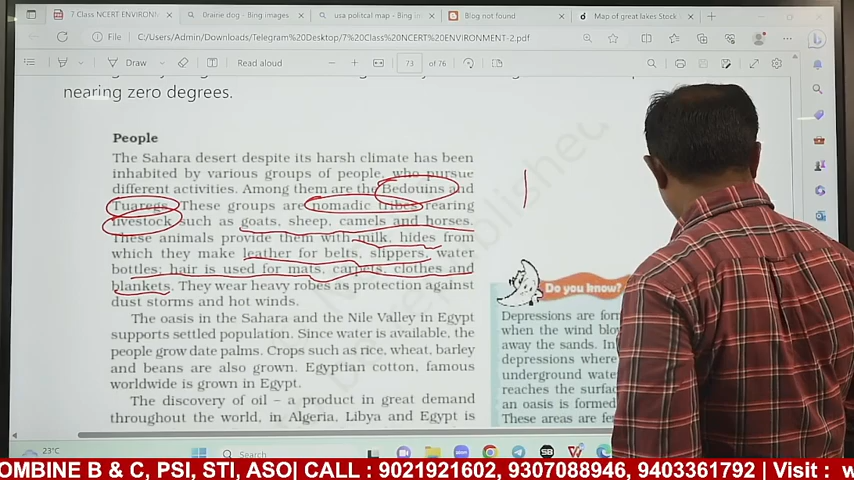 7 Class NCERT ENVIRONM
Draine dog - Bing images
usa politcal map - Bing im
Blog not found
Map of great lakes Stock
File
C:/Users/Admin/Downloads/Telegram%20Desktop/7%20Class%20NCERT%20ENVIRONMENT-2.pdf
Draw
Read aloud
73 of 76
nearing zero degrees.
People
The Sahara desert despite its harsh climate has been
inhabited by various groups of people, who pursue
different activities. Among them are the Bedouins and
Tuaregs. These groups are nomadic tribes rearing
livestock such as goats, sheep, camels and horses.
These animals provide them with milk, hides from
which they make leather for belts, slippers, water
bottles; hair is used for mats, carpets, clothes and
blankets. They wear heavy robes as protection against
dust storms and hot winds.
The oasis in the Sahara and the Nile Valley in Egypt
supports settled population. Since water is available, the
people grow date palms. Crops such as rice, wheat, barley
and beans are also grown. Egyptian cotton, famous
worldwide is grown in Egypt.
The discovery of oil – a product in great demand
throughout the world, in Algeria, Libya and Egypt is
Do you know?
Depressions are for
when the wind blo
away the sands. In
depressions where
underground wate
reaches the surfac
an oasis is formed
These areas are fe
23°C
Search
OMBINE B & C, PSI, STI, ASO| CALL : 9021921602, 9307088946, 9403361792 | Visit : w